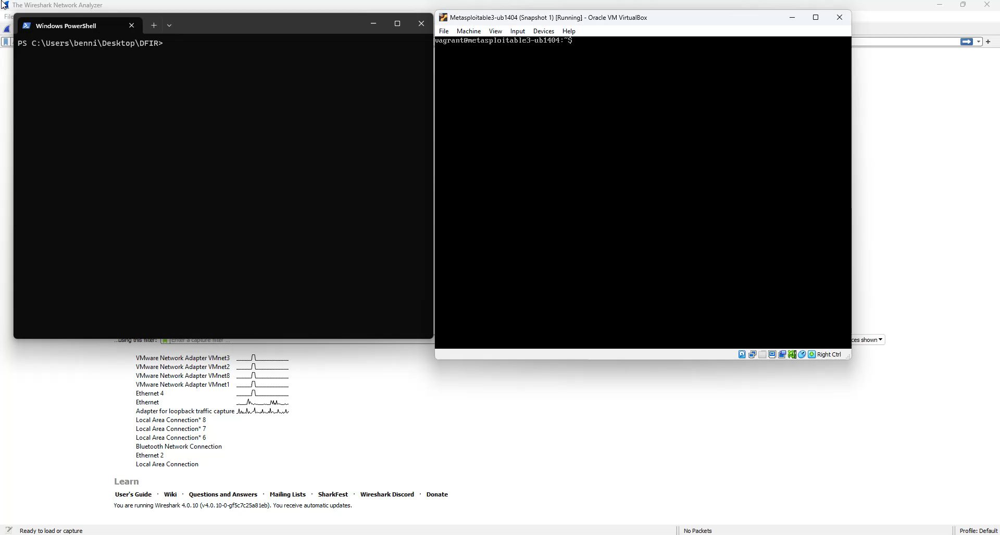 The Wireshark Network Analyzer
File
Windows PowerShell
PS C:\Users\benni\Desktop\DFIR>
Metasploitable3-ub1404 (Snapshot 1) [Running] - Oracle VM VirtualBox
File Machine View Input Devices Help
vagrant@metasploitable3-ub1404:~$
Right Ctrl
...using this filter: Enter a capture filter ...
ces shown
VMware Network Adapter VMnet3
VMware Network Adapter VMnet2
VMware Network Adapter VMnet8
VMware Network Adapter VMnet1
Ethernet 4
Ethernet
Adapter for loopback traffic capture
Local Area Connection* 8
Local Area Connection* 7
Local Area Connection* 6
Bluetooth Network Connection
Ethernet 2
Local Area Connection
Learn
User's Guide · Wiki · Questions and Answers · Mailing Lists · SharkFest · Wireshark Discord · Donate
You are running Wireshark 4.0.10 (v4.0.10-0-gf5c7c25a81eb). You receive automatic updates.
Ready to load or capture
No Packets
Profile: Default